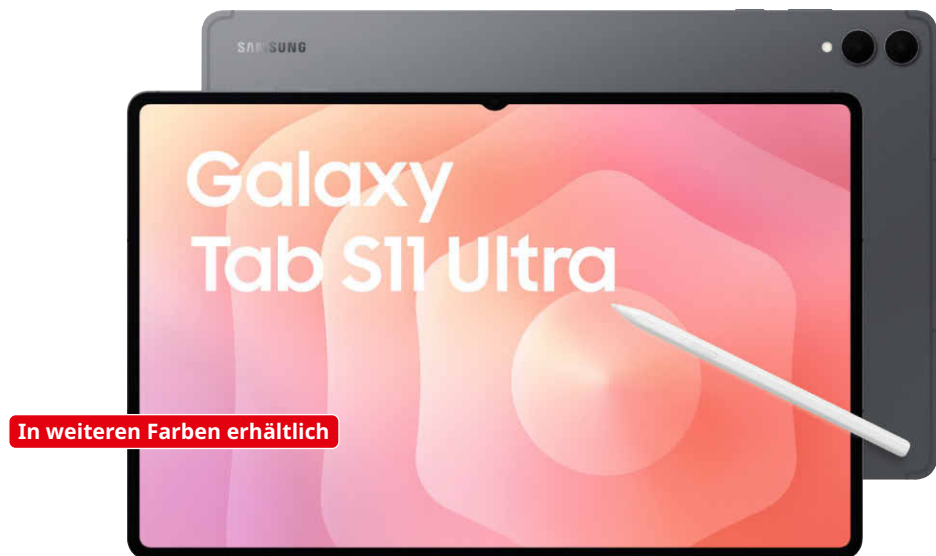 SAMSUNG
Galaxy
Tab S11 Ultra
In weiteren Farben erhältlich